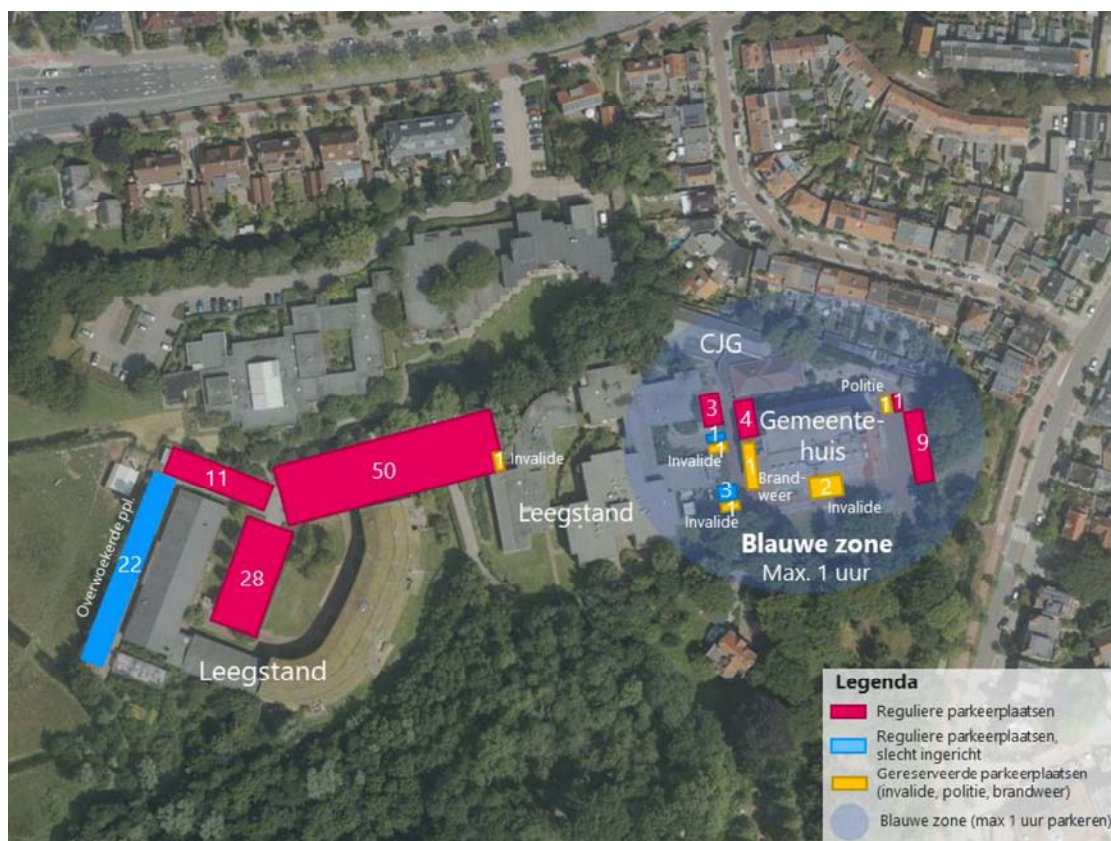 CJG
Politie
3
4
1
1
Gemeente-
huis
9
1
1
Invalide
50
1
Invalide
11
1
Brand-
weer
2
Invalide
3
1
Invalide
Leegstand
Overwoekerde ppl.
22
28
Blauwe zone
Max. 1 uur
Leegstand
Legenda
Reguliere parkeerplaatsen
Reguliere parkeerplaatsen,
slecht ingericht
Gereserveerde parkeerplaatsen
(invalide, politie, brandweer)
Blauwe zone (max 1 uur parkeren)